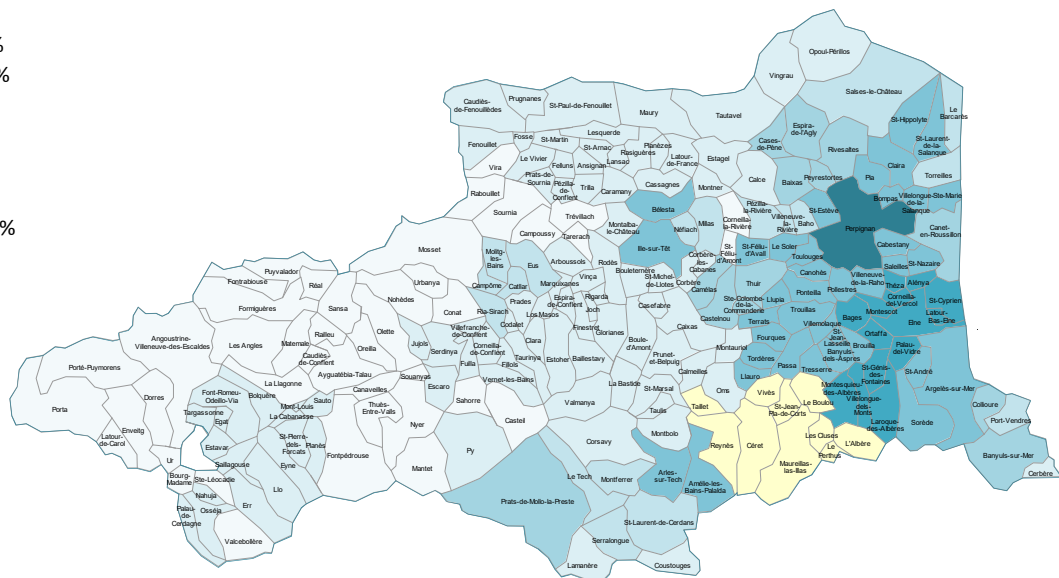 %
%
%
Opoul-Périllos
Vingrau
Salses-le-Château
Le
Barcarès
Caudiès-
de-Fenouillèdes
Prugnanes
St-Paul-de-Fenouillet
Maury
Tautavel
St-Hippolyte
Espira-
de-l'Agly
Cases-
de-Pène
Rivesaltes
St-Laurent-
de-la-
Salanque
Fenouillet
Fosse
St-Martin
Lesquerde
St-Arnac
Rasiguères
Planèzes
Lansac
Latour-
de-France
Estagel
Claira
Torreilles
Vira
Le Vivier
Felluns
Ansignan
Prats-de-
Sournia
Pézilla-
de-Conflent
Trilla
Caramany
Cassagnes
Montner
Calce
Baixas
Peyrestortes
Pia
Rabouillet
Sournia
Trévillach
Bélesta
Montalba-
le-Château
Millas
Néfiach
Corneilla-
la-Rivière
Pézilla-
la-Rivière
Villeneuve-
la-
Rivière
Baho
St-Estève
Bompas
Villelongue-
de-la-
Salanque
Ste-Marie
Canet-
en-Roussillon
Perpignan
Campoussy
Tarerach
Ille-sur-Têt
St-
Féliu-
d'Amont
St-Féliu-
d'Avall
Le Soler
Toulouges
Cabestany
Mosset
Molitg-
les-
Bains
Eus
Arboussols
Rodès
Bouleternère
Corbère-
les-
Cabanes
Corbère
St-Michel-
de-Llotes
Camélas
Thuir
Canohès
Villeneuve-
de-la-Raho
Saleilles
St-Nazaire
Théza
Alénya
Corneilla-
del-Vercol
St-Cyprien
Latour-
Bas-Elne
Puyvalador
Fontrabiouse
Réal
Formiguères
Sansa
Railleu
Urbanya
Nohèdes
Conat
Campôme
Catllar
Marquixanes
Vinça
Prades
Espira-
de-Conflent
Rigarda
Joch
Finestret
Glorianes
Casefabre
Ste-Colombe-
de-la-
Commanderie
Llupia
Ponteilla
Pollestres
Castelnou
Terrats
Trouillas
Bages
Montescot
Elne
Ortaffa
Angoustrine-
Villeneuve-des-Escaldes
Les Angles
Matemale
Caudiès-
de-Conflent
Olette
Oreilla
Jujols
Serdinya
Ria-Sirach
Villefranche-
de-Conflent
Codalet
Los Masos
Corneilla-
de-Conflent
Fuilla
Fillols
Clara
Taurinya
Estoher
Baillestavy
Boule-
d'Amont
Caixas
Montauriol
Fourques
Villemolaque
St-
Jean-
Lasseille
Banyuls-
dels-Aspres
Brouilla
Palau-
del-Vidre
Porté-Puymorens
Porta
La Llagonne
Ayguatébia-Talau
Canaveilles
Souanyas
Escaro
Vernet-les-Bains
Sahorre
Casteil
Valmanya
La Bastide
Prunet-
et-Belpuig
St-Marsal
Calmeilles
Oms
Tordères
Passa
Tresserre
Llauro
St-Génis-
des-
Fontaines
St-André
Argelès-sur-Mer
Dorres
Font-Romeu-
Odeillo-Via
Bolquère
Targassonne
Egat
Mont-Louis
La Cabanasse
Sauto
Thuès-
Entre-Valls
Nyer
Fontpédrouse
Mantet
Py
Taulis
Taillet
Vivès
Le Boulou
Montesquieu-
des-Albères
Villelongue-
dels-
Monts
St-Jean-
Pla-de-Corts
Laroque-
des-Albères
Sorède
Collioure
Port-Vendres
Banyuls-sur-Mer
Cerbère
Enveitg
Latour-
de-Carol
Ur
Estavar
Saillagouse
St-Pierre-
dels-
Forcats
Planès
Eyne
Llo
Corsavy
Montbolo
Reynès
Céret
Les Cluses
Le
Perthus
L'Albère
Maureillas-
las-Illas
Bourg-
Madame
Ste-Léocadie
Nahuja
Osséja
Palau-
de-
Cerdagne
Err
Valcebollère
Prats-de-Mollo-la-Preste
Le Tech
Montferrer
Arles-
sur-Tech
Amélie-les-
Bains-Palalda
St-Laurent-de-Cerdans
Serralongue
Lamanère
Coustouges